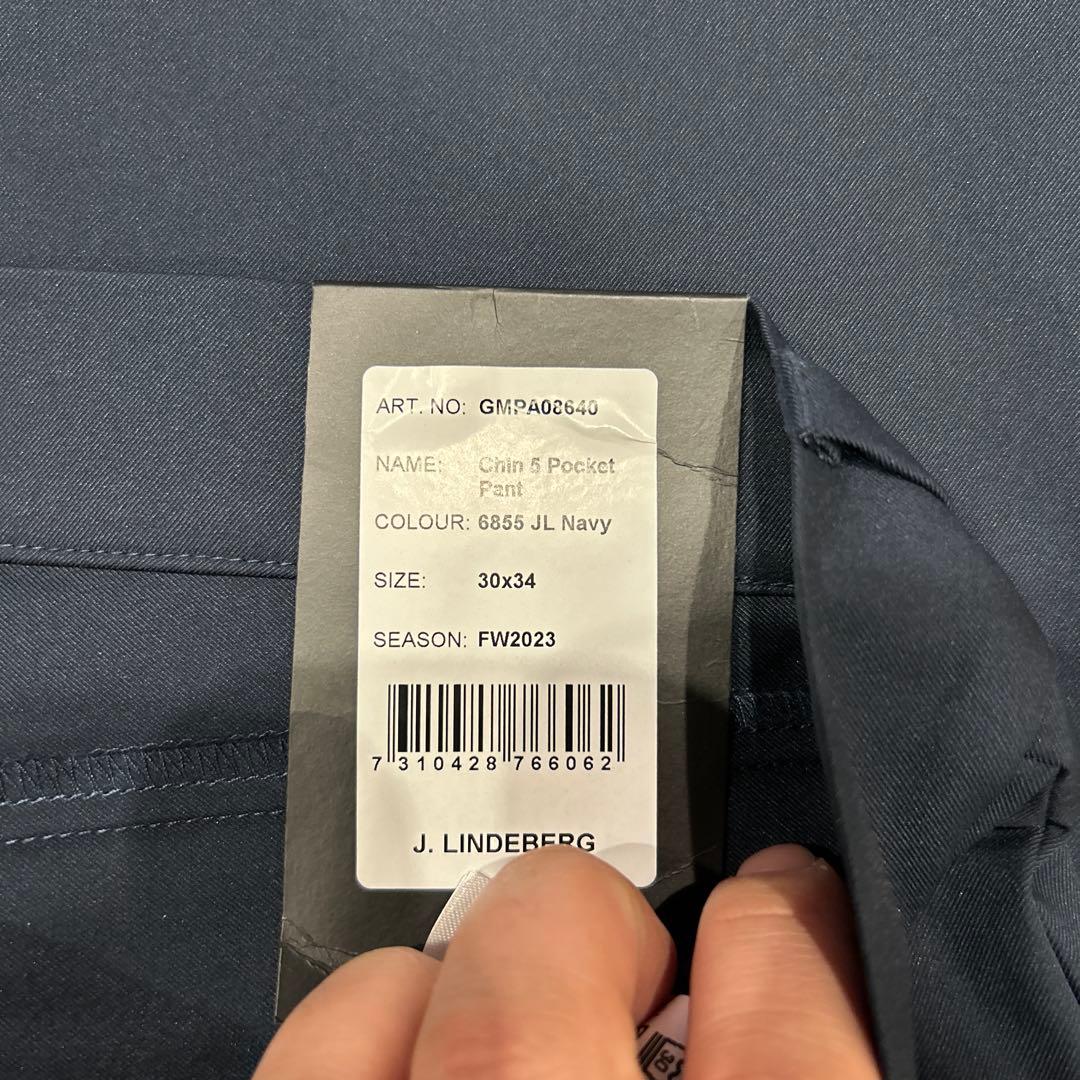 ART. NO: GMPA08640
NAME: Chin 5 Pocket
Pant
COLOUR: 6855 JL Navy
SIZE: 30x34
SEASON: FW2023
7 310428 766062
J. LINDEBERG
30